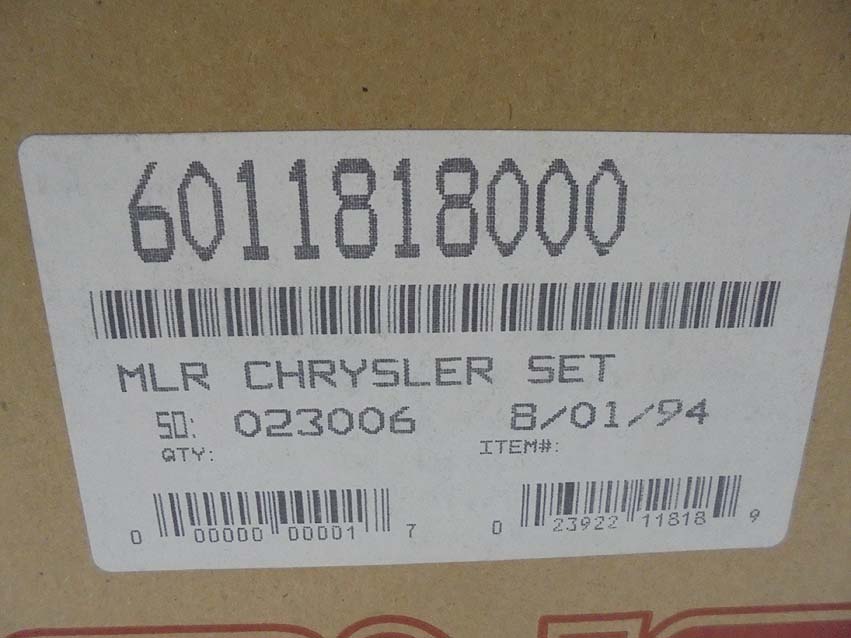 6011818000
MLR CHRYSLER SET
SO: 023006 8/01/94
QTY: ITEM#:
0 00000 00001 7 0 23922 11818 9